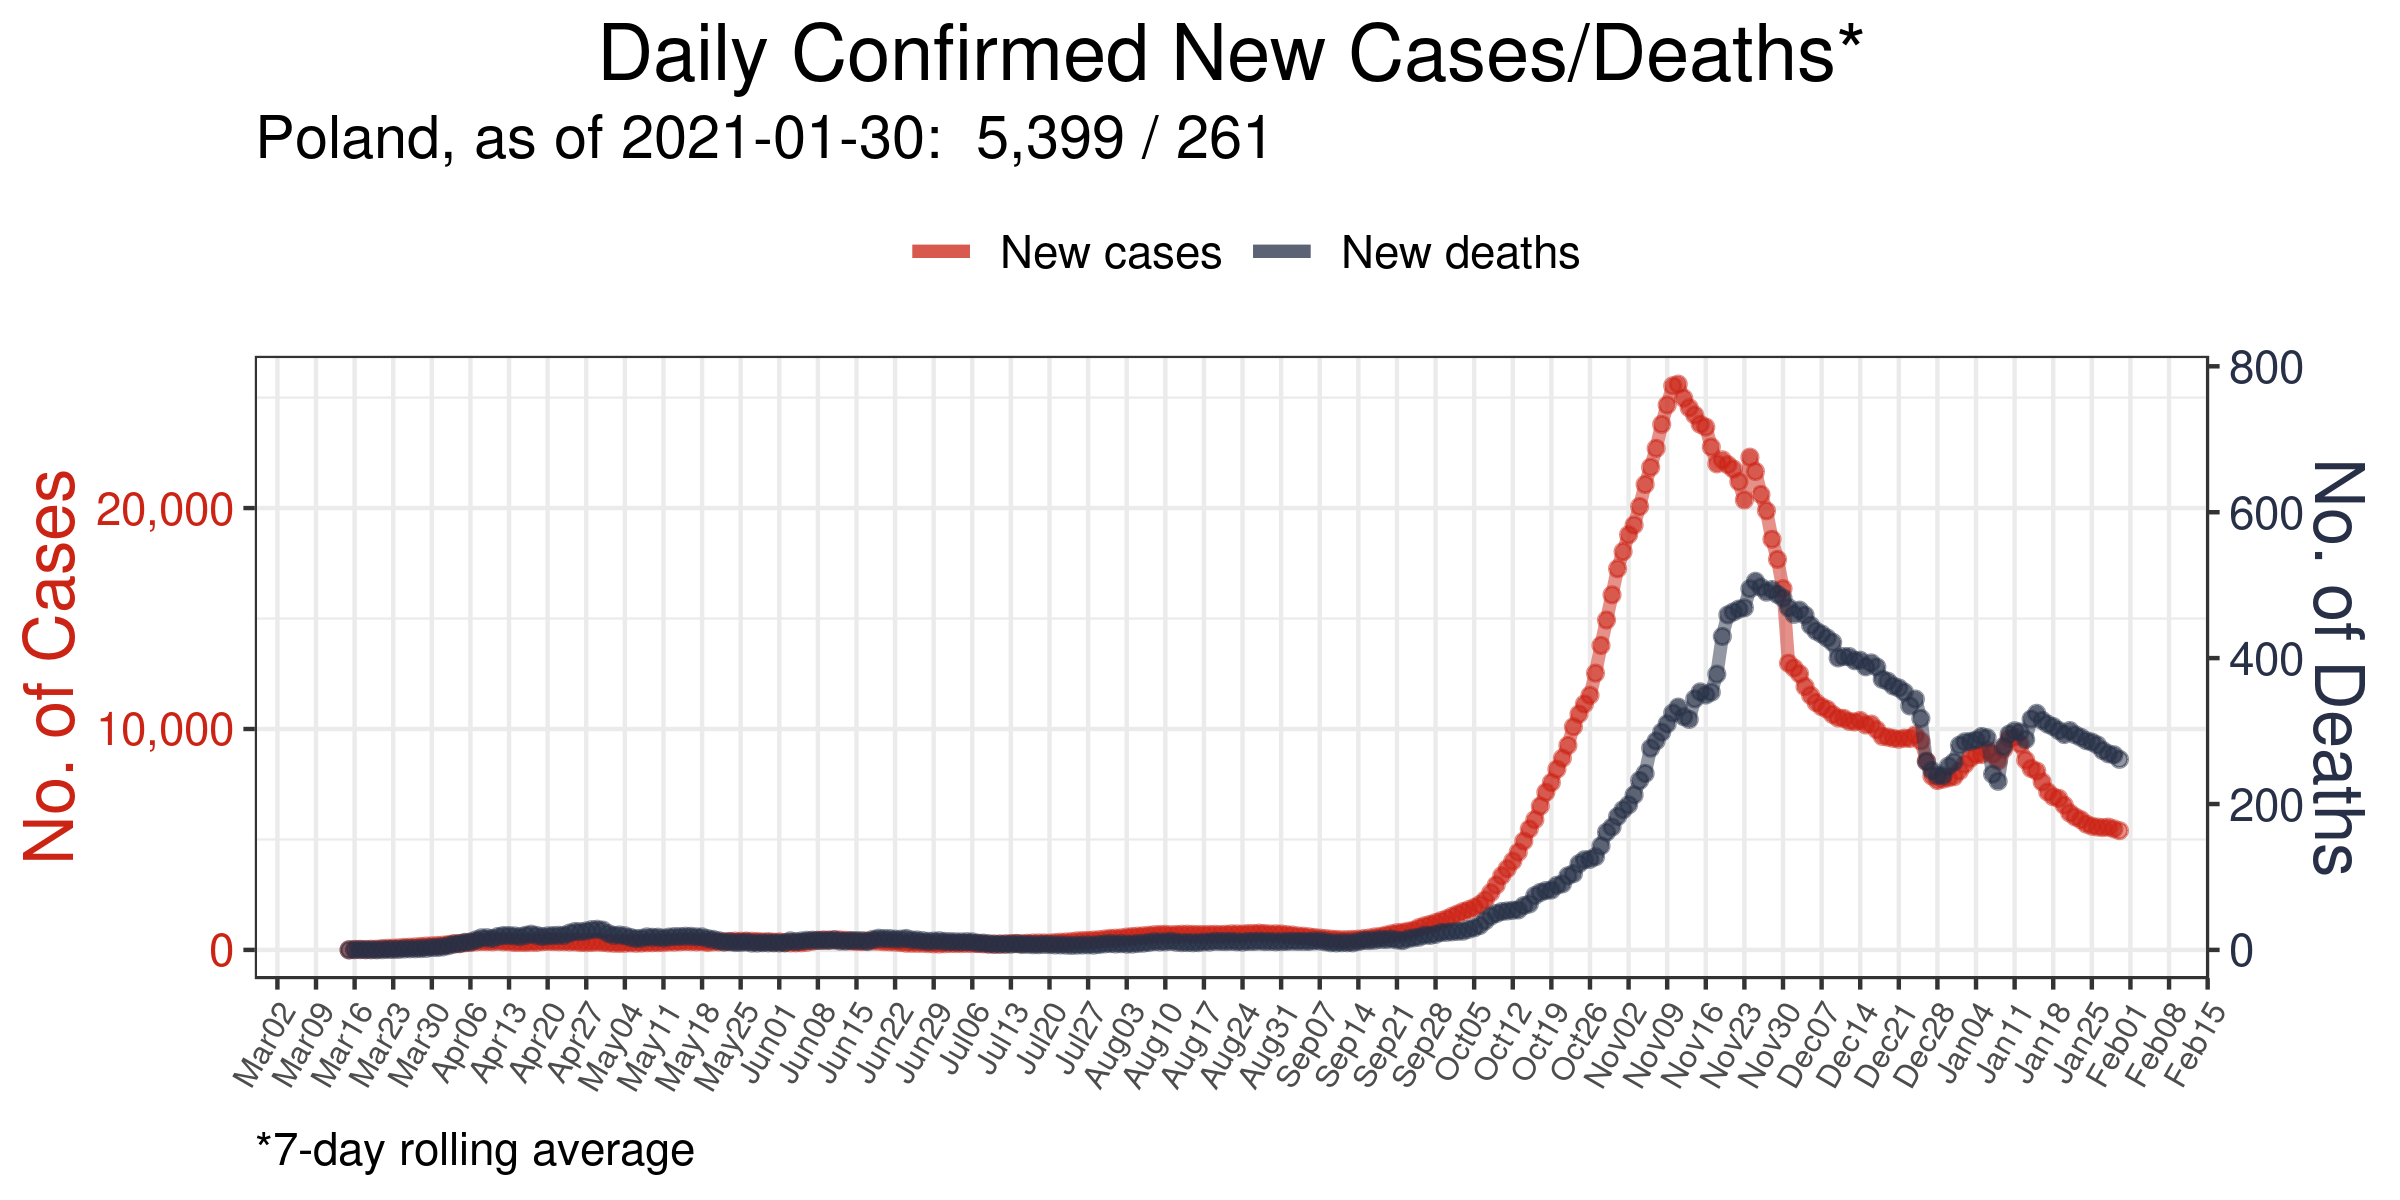 Daily Confirmed New Cases/Deaths*
Poland, as of 2021-01-30:  5,399 / 261
New cases
New deaths
No. of Cases
20,000
10,000
0
800
600
400
200
0
No. of Deaths
Mar02
Mar09
Mar16
Mar23
Mar30
Apr06
Apr13
Apr20
Apr27
May04
May11
May18
May25
Jun01
Jun08
Jun15
Jun22
Jun29
Jul06
Jul13
Jul20
Jul27
Aug03
Aug10
Aug17
Aug24
Aug31
Sep07
Sep14
Sep21
Sep28
Oct05
Oct12
Oct19
Oct26
Nov02
Nov09
Nov16
Nov23
Nov30
Dec07
Dec14
Dec21
Dec28
Jan04
Jan11
Jan18
Jan25
Feb01
Feb08
Feb15
*7-day rolling average